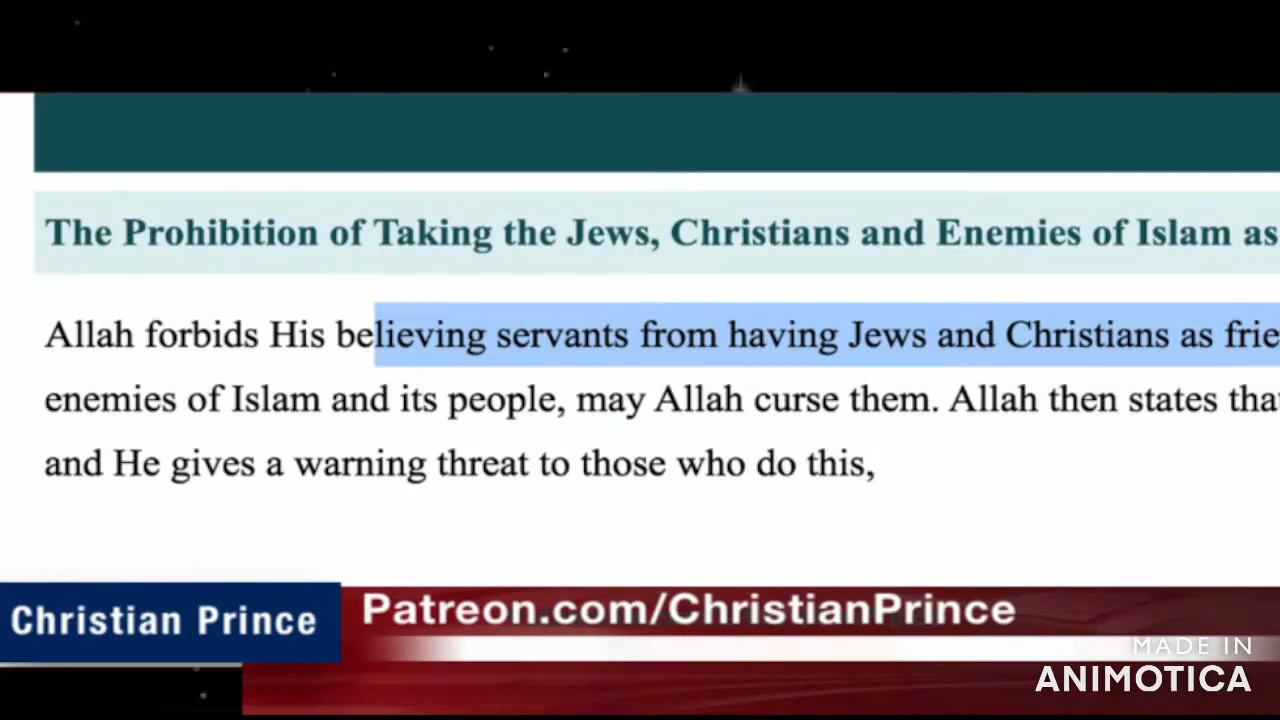 The Prohibition of Taking the Jews, Christians and Enemies of Islam as
Allah forbids His believing servants from having Jews and Christians as frie
enemies of Islam and its people, may Allah curse them. Allah then states tha
and He gives a warning threat to those who do this,
Christian Prince
Patreon.com/ChristianPrince
MADE IN
ANIMOTICA